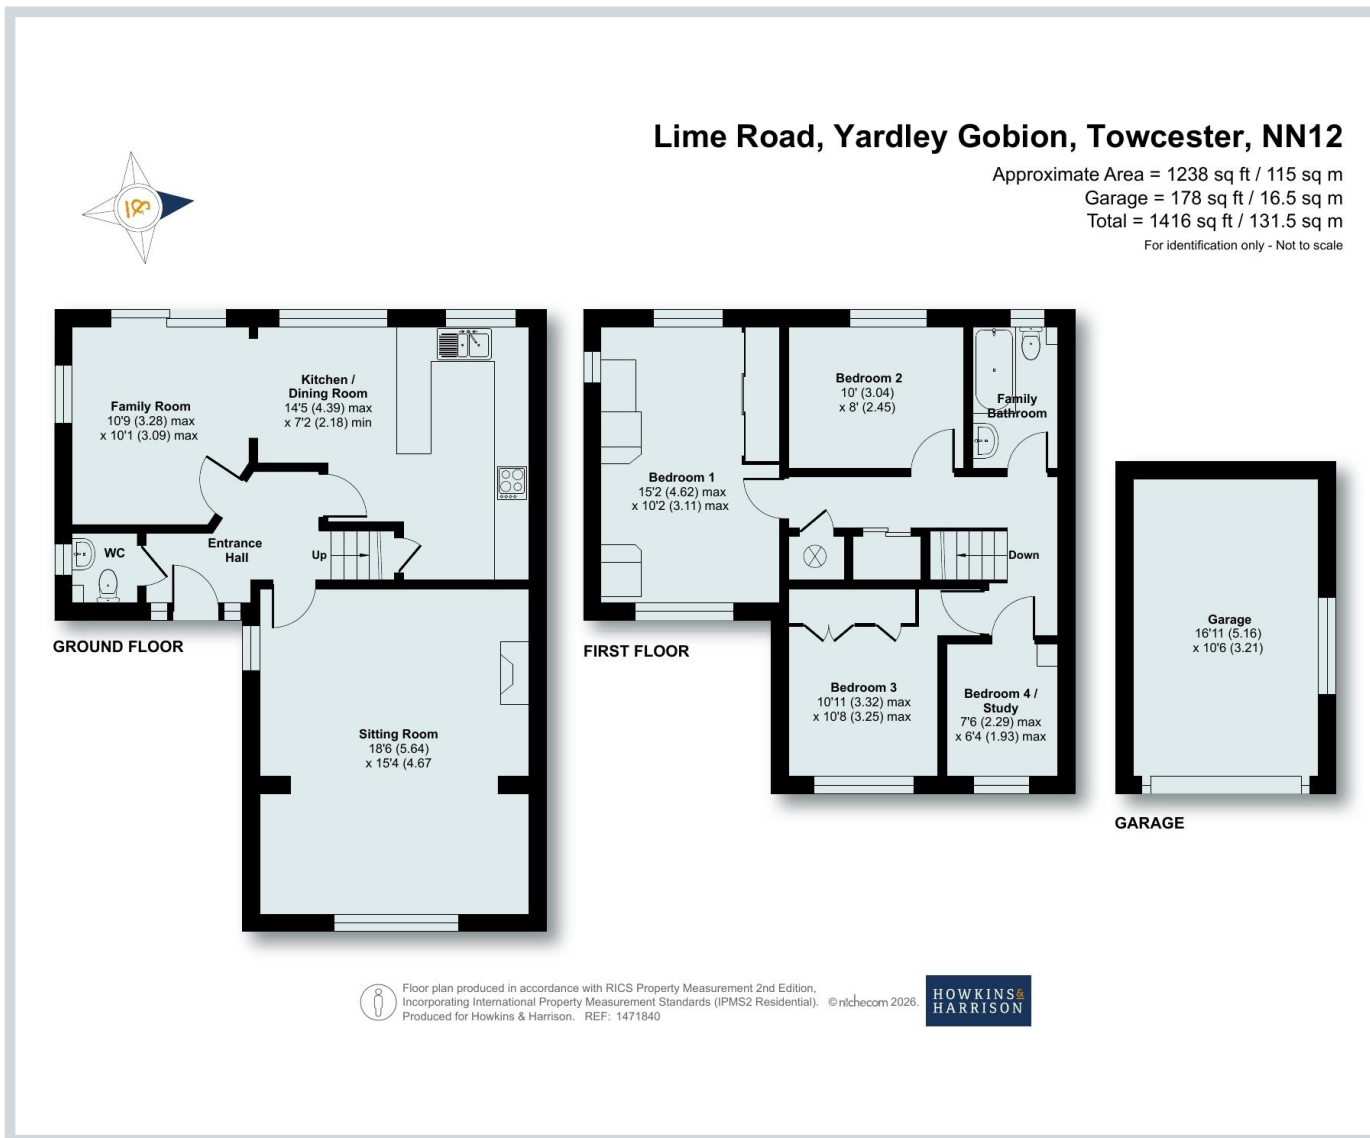 Lime Road, Yardley Gobion, Towcester, NN12
Approximate Area = 1238 sq ft / 115 sq m
Garage = 178 sq ft / 16.5 sq m
Total = 1416 sq ft / 131.5 sq m
For identification only - Not to scale
Family Room
10'9 (3.28) max
x 10'1 (3.09) max
Kitchen /
Dining Room
14'5 (4.39) max
x 7'2 (2.18) min
WC
Entrance
Hall
Up
Sitting Room
18'6 (5.64)
x 15'4 (4.67
GROUND FLOOR
Bedroom 1
15'2 (4.62) max
x 10'2 (3.11) max
Bedroom 2
10' (3.04)
x 8' (2.45)
Family
Bathroom
Down
Bedroom 3
10'11 (3.32) max
x 10'8 (3.25) max
Bedroom 4 /
Study
7'6 (2.29) max
x 6'4 (1.93) max
FIRST FLOOR
Garage
16'11 (5.16)
x 10'6 (3.21)
GARAGE
Floor plan produced in accordance with RICS Property Measurement 2nd Edition,
Incorporating International Property Measurement Standards (IPMS2 Residential). © nichecom 2026.
Produced for Howkins & Harrison. REF: 1471840
HOWKINS &
HARRISON